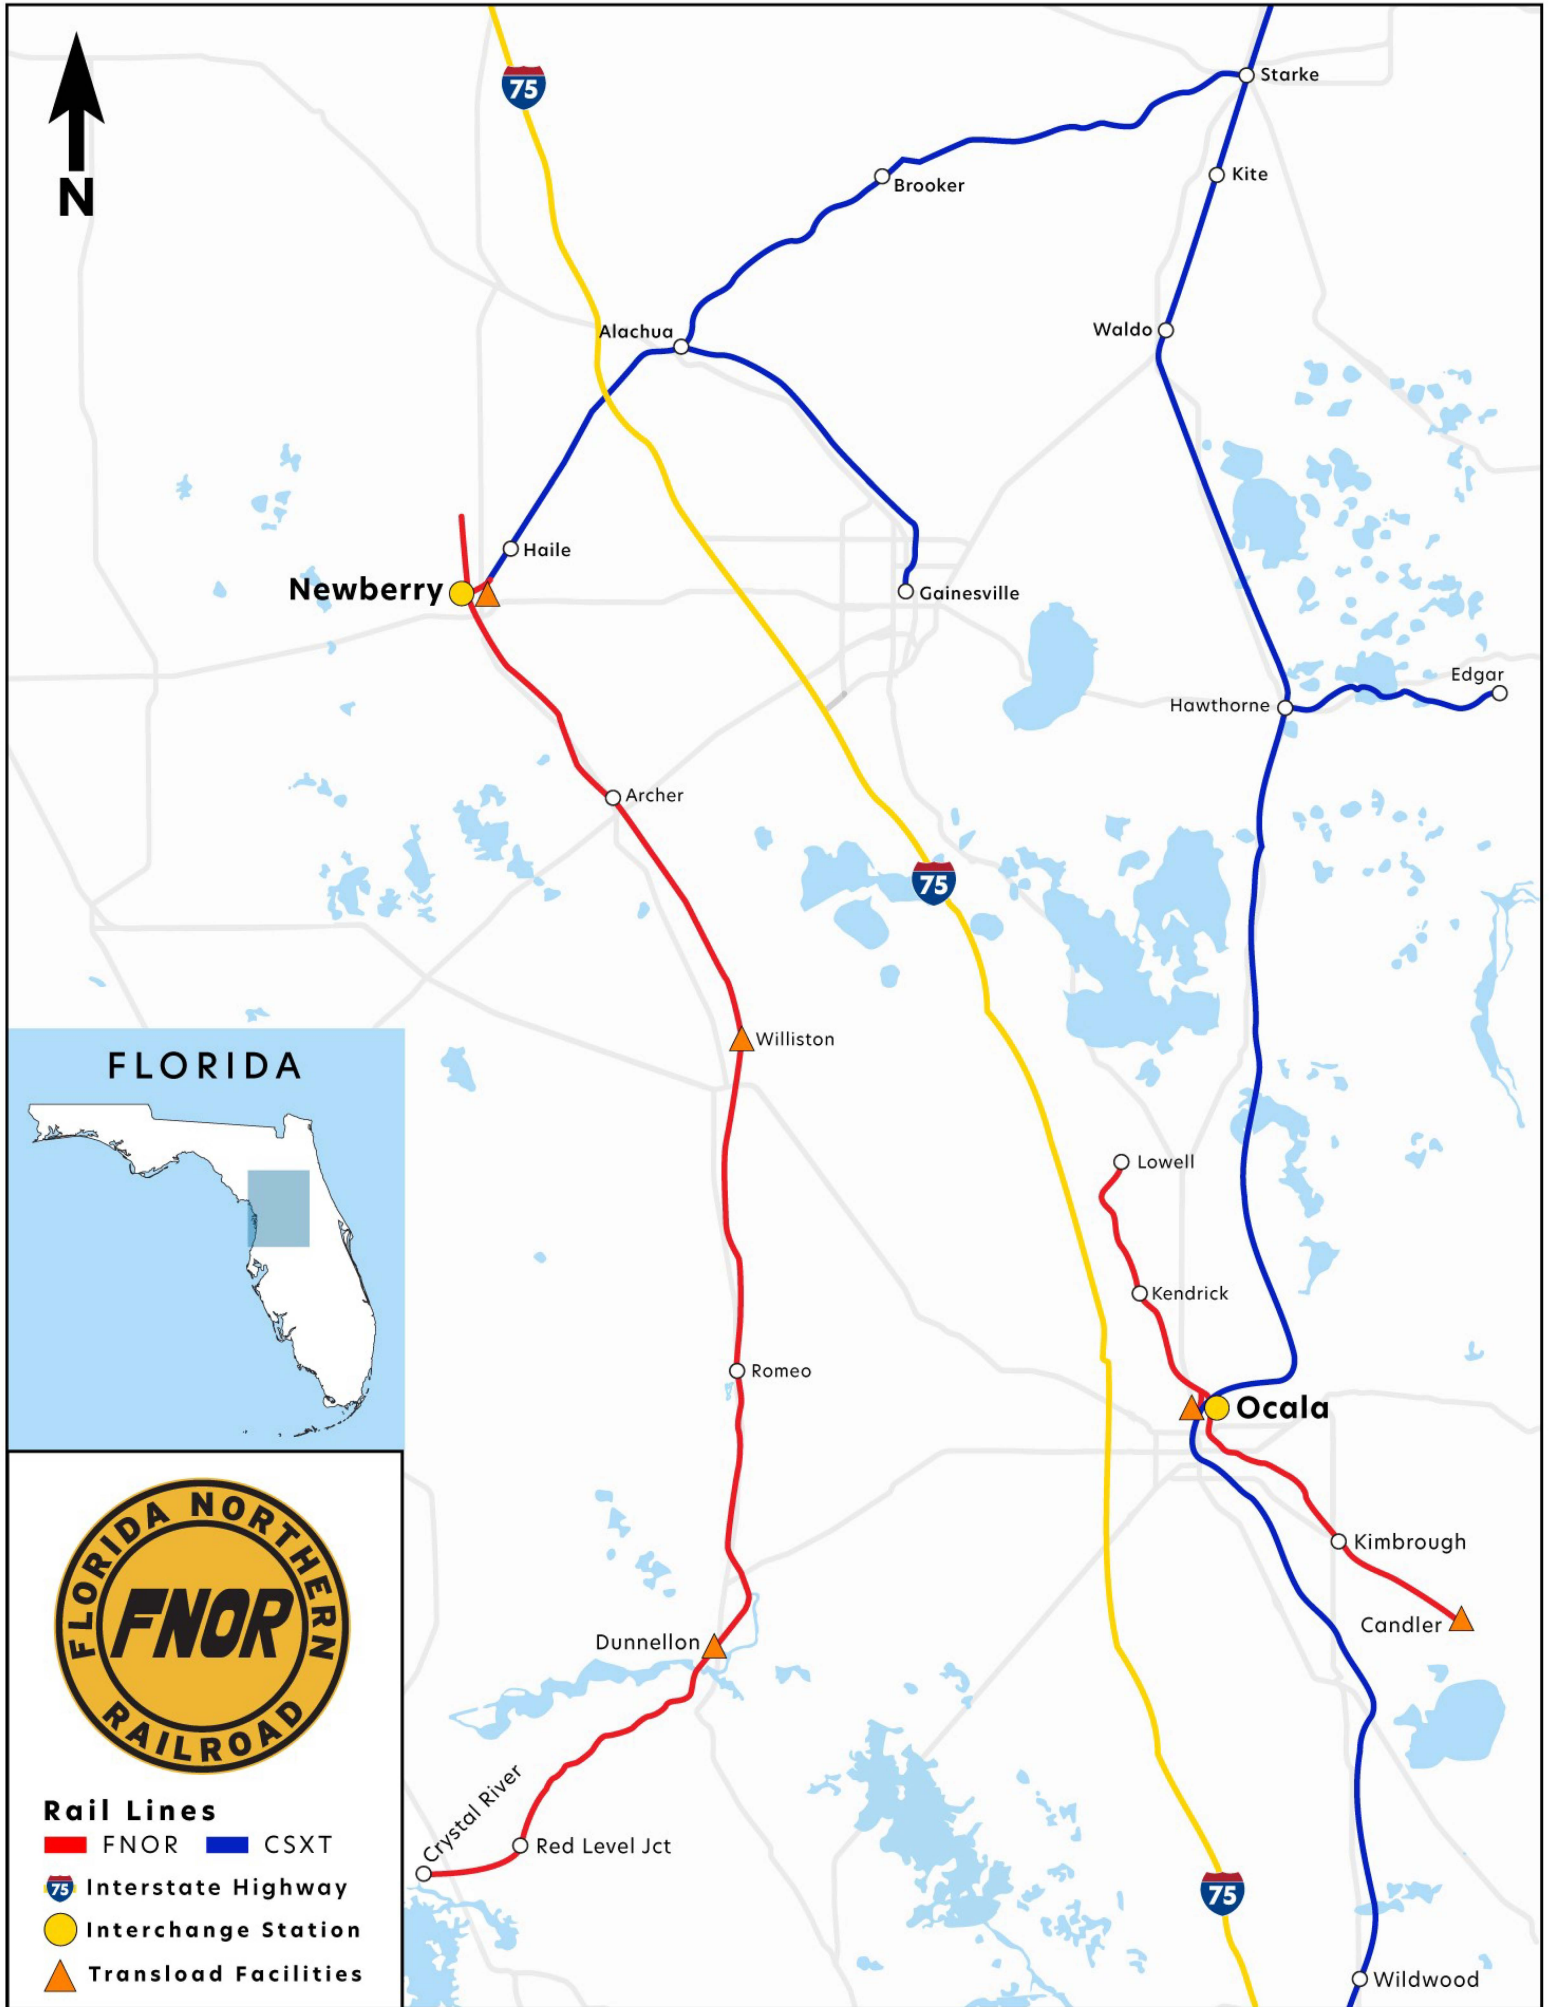 N
75
Starke
Kite
Brooker
Waldo
Alachua
Haile
Newberry
Gainesville
Edgar
Hawthorne
Archer
75
Williston
FLORIDA
Lowell
Kendrick
Romeo
Ocala
Kimbrough
Candler
Dunnellon
Crystal River
Red Level Jct
75
Wildwood
FLORIDA NORTHERN
FNOR
RAILROAD
Rail Lines
FNOR CSXT
75 Interstate Highway
Interchange Station
Transload Facilities